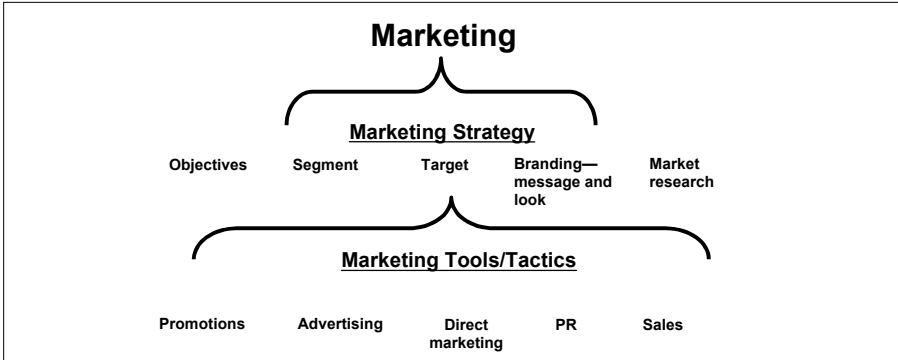 Marketing
Marketing Strategy
Objectives
Segment
Target
Branding—
message and
look
Market
research
Marketing Tools/Tactics
Promotions
Advertising
Direct
marketing
PR
Sales